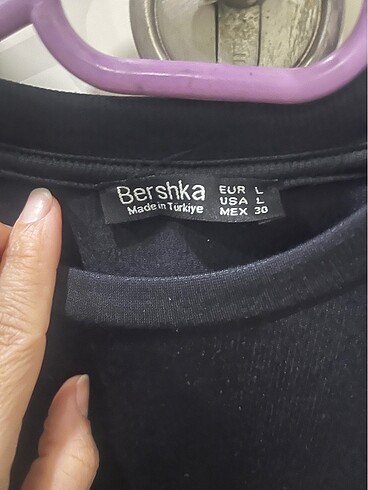 Bershka
Made in Türkiye
EUR L
USA L
MEX 30